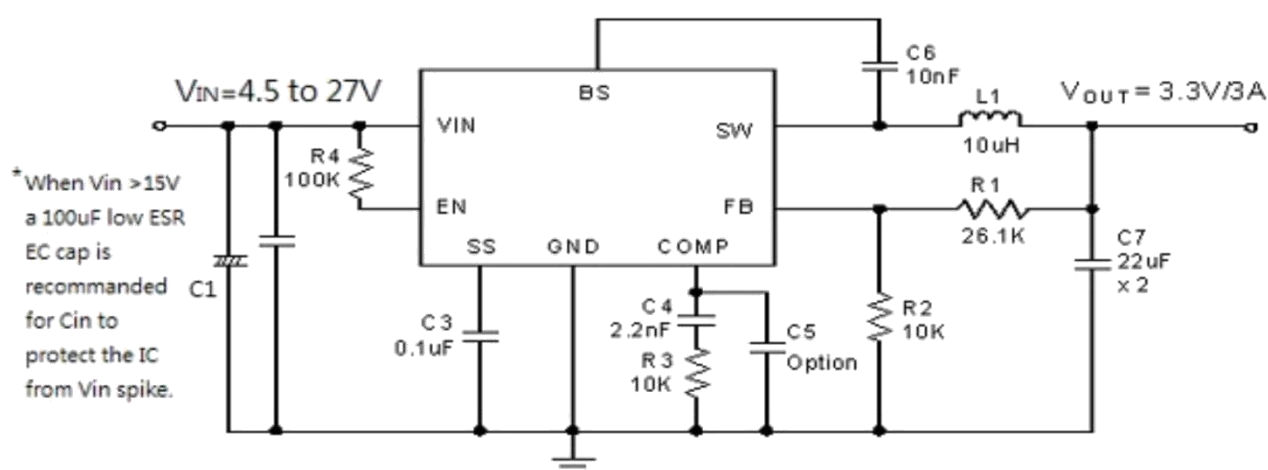 VIN=4.5 to 27V
*When Vin >15V
a 100uF low ESR
EC cap is
recommanded
for Cin to
protect the IC
from Vin spike.
C1
R4
100K
BS
VIN
SW
EN
FB
SS
GND
COMP
C3
0.1uF
C4
2.2nF
R3
10K
C5
Option
C6
10nF
L1
10uH
VOUT= 3.3V/3A
R1
26.1K
R2
10K
C7
22uF
x 2